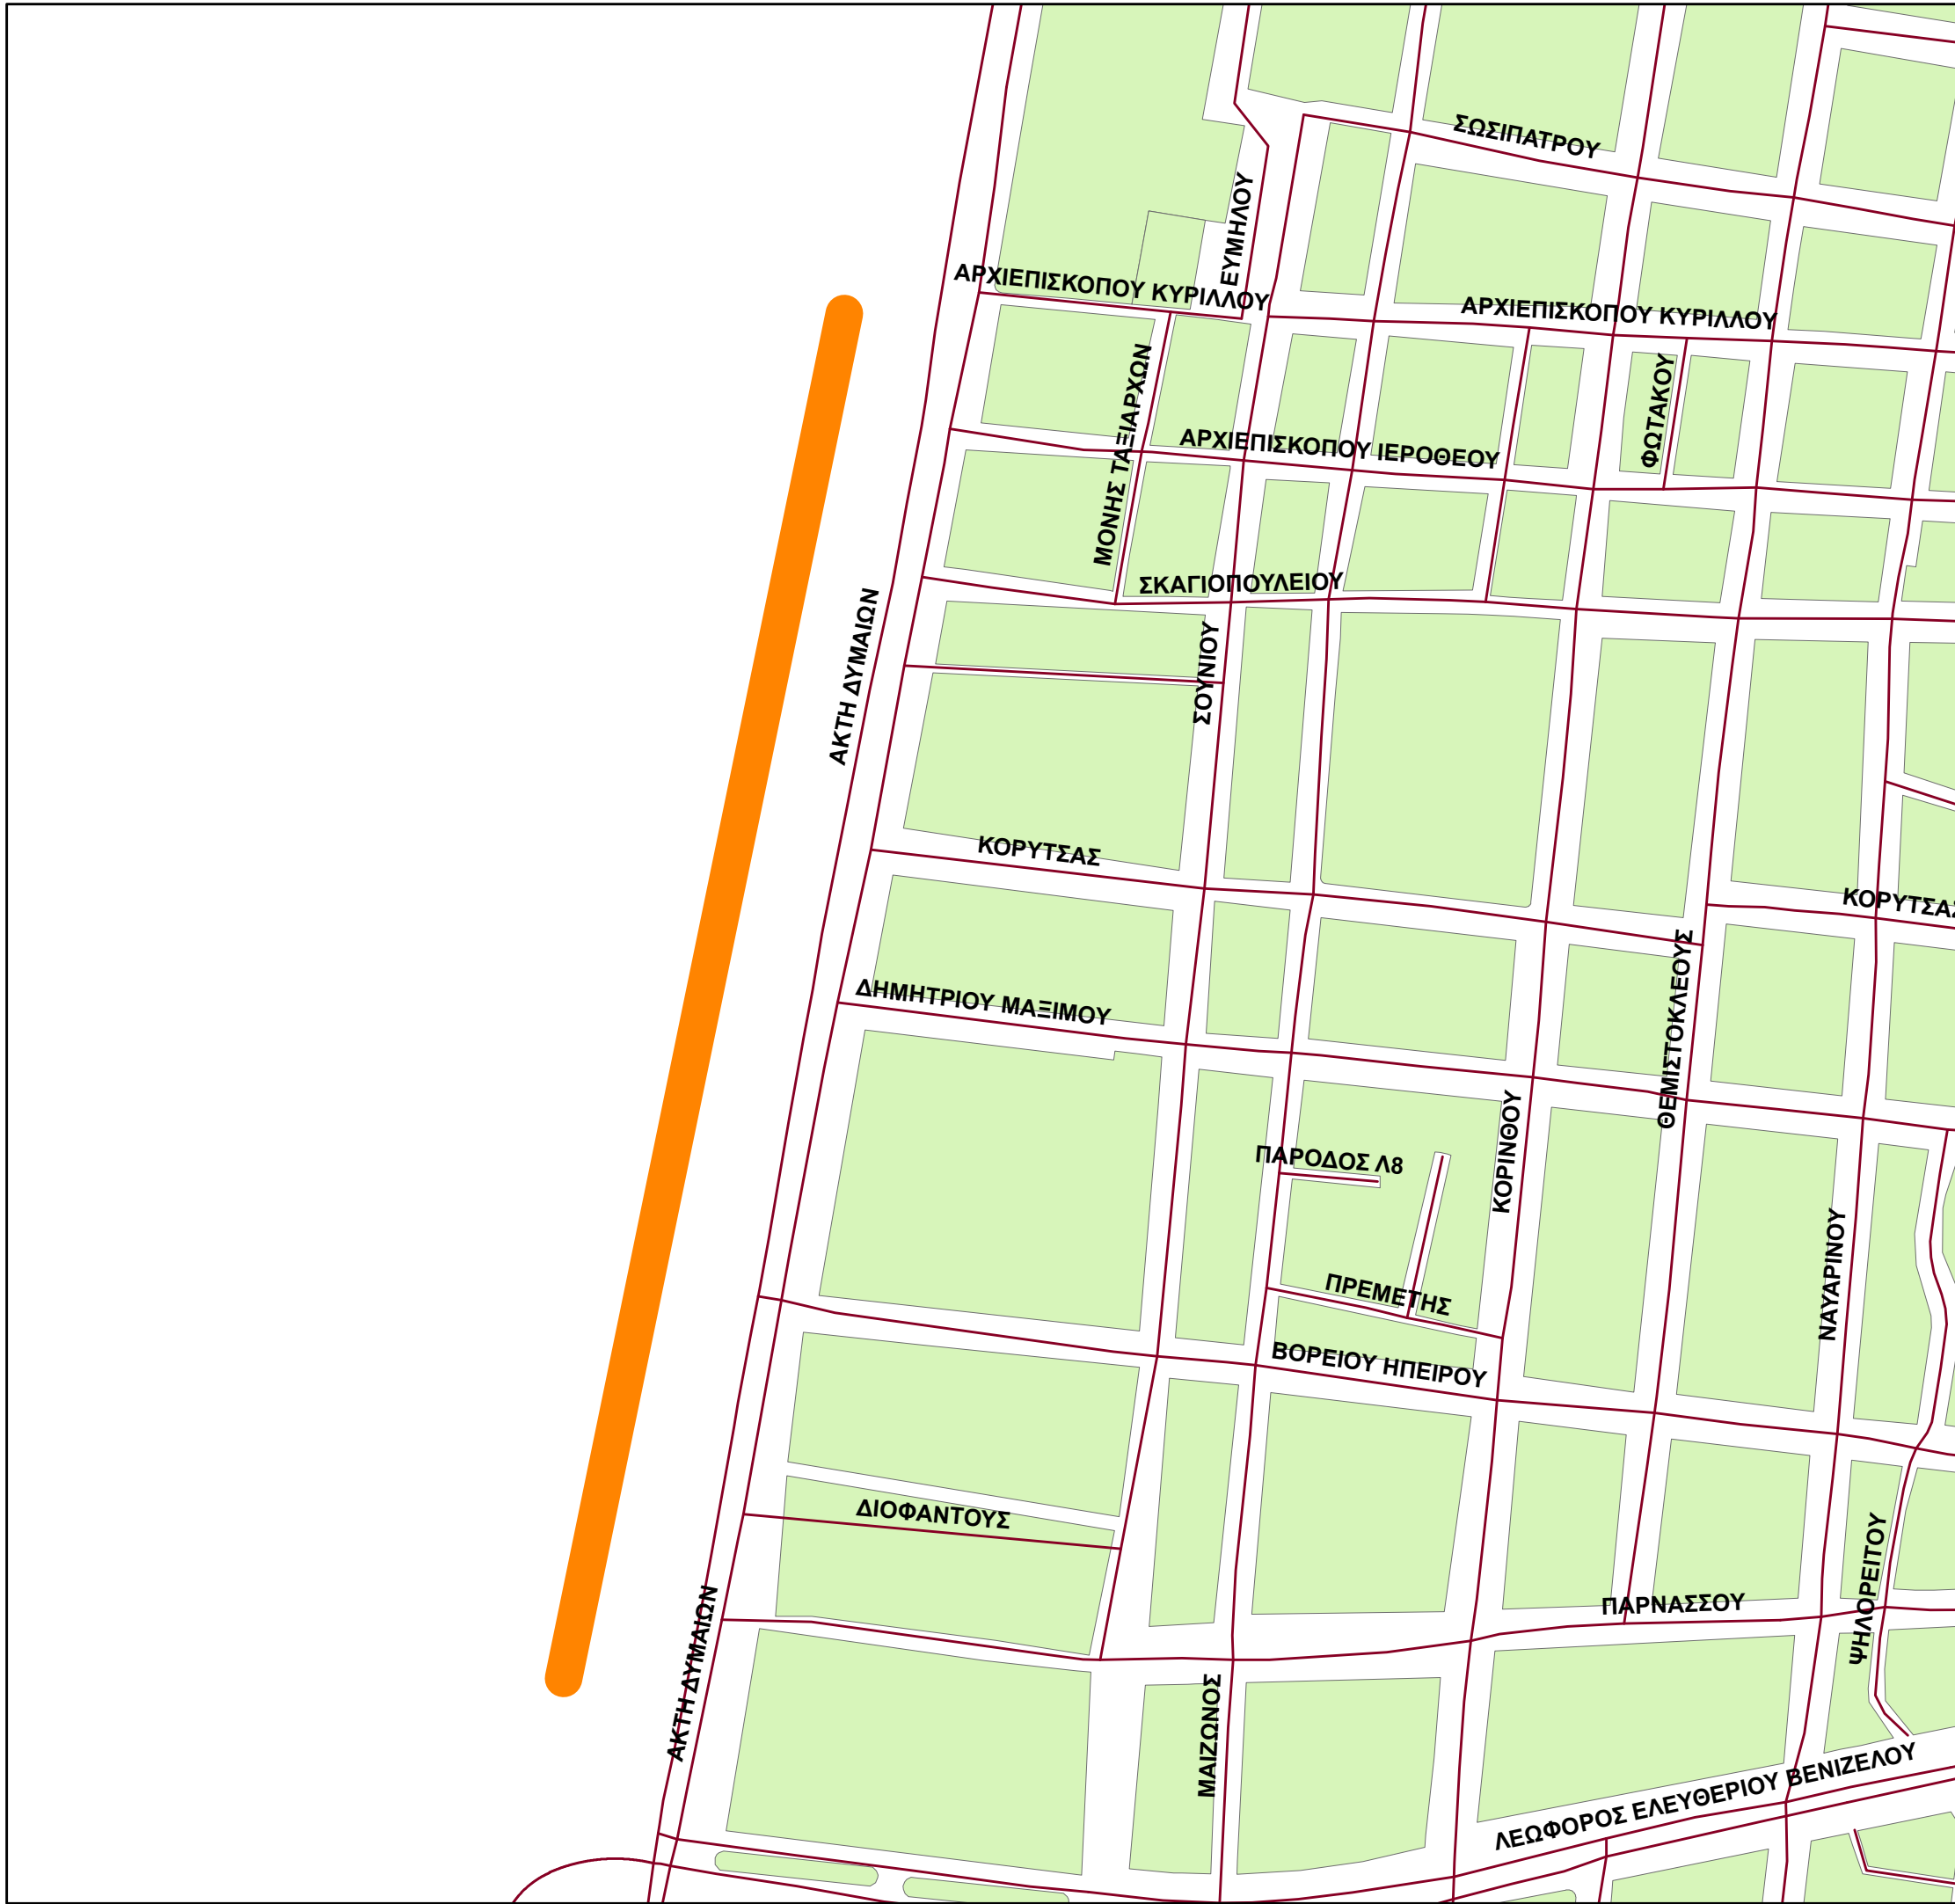 ΣΩΣΙΠΑΤΡΟΥ
ΕΥΜΗΛΟΥ
ΑΡΧΙΕΠΙΣΚΟΠΟΥ ΚΥΡΙΛΛΟΥ
ΑΡΧΙΕΠΙΣΚΟΠΟΥ ΚΥΡΙΛΛΟΥ
ΜΟΝΗΣ ΤΑΞΙΑΡΧΩΝ
ΦΩΤΑΚΟΥ
ΑΡΧΙΕΠΙΣΚΟΠΟΥ ΙΕΡΟΘΕΟΥ
ΣΚΑΓΙΟΠΟΥΛΕΙΟΥ
ΑΚΤΗ ΔΥΜΑΙΩΝ
ΣΟΥΝΙΟΥ
ΚΟΡΥΤΣΑΣ
ΚΟΡΥΤΣΑΣ
ΔΗΜΗΤΡΙΟΥ ΜΑΞΙΜΟΥ
ΘΕΜΙΣΤΟΚΛΕΟΥΣ
ΚΟΡΙΝΘΟΥ
ΠΑΡΟΔΟΣ Λ8
ΝΑΥΑΡΙΝΟΥ
ΠΡΕΜΕΤΗΣ
ΒΟΡΕΙΟΥ ΗΠΕΙΡΟΥ
ΔΙΟΦΑΝΤΟΥΣ
ΨΗΛΟΡΕΙΤΟΥ
ΠΑΡΝΑΣΣΟΥ
ΑΚΤΗ ΔΥΜΑΙΩΝ
ΜΑΙΖΩΝΟΣ
ΛΕΩΦΟΡΟΣ ΕΛΕΥΘΕΡΙΟΥ ΒΕΝΙΖΕΛΟΥ